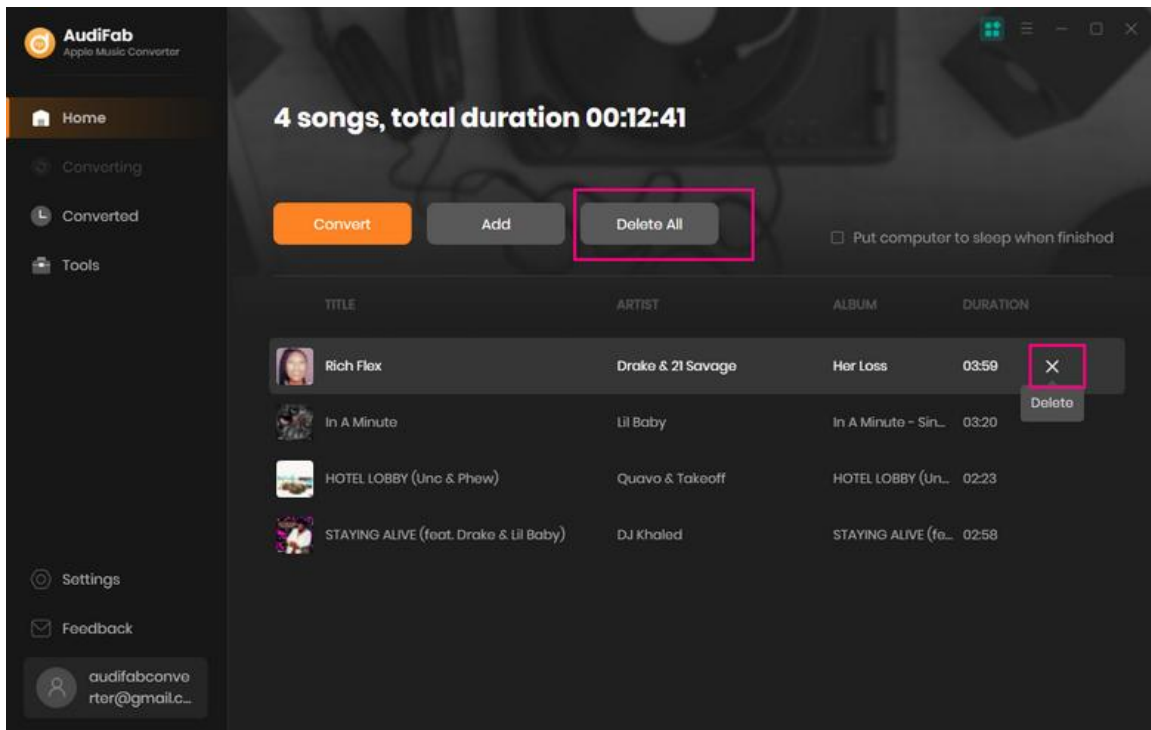 AudiFab
Apple Music Converter
Home
Converting
Converted
Tools
4 songs, total duration 00:12:41
Convert
Add
Delete All
Put computer to sleep when finished
TITLE ARTIST ALBUM DURATION
Rich Flex Drake & 21 Savage Her Loss 03:59
Delete
In A Minute Lil Baby In A Minute - Sin... 03:20
HOTEL LOBBY (Unc & Phew) Quavo & Takeoff HOTEL LOBBY (Un... 02:23
STAYING ALIVE (feat. Drake & Lil Baby) DJ Khaled STAYING ALIVE (fe... 02:58
Settings
Feedback
audifabconve
rter@gmail.c...